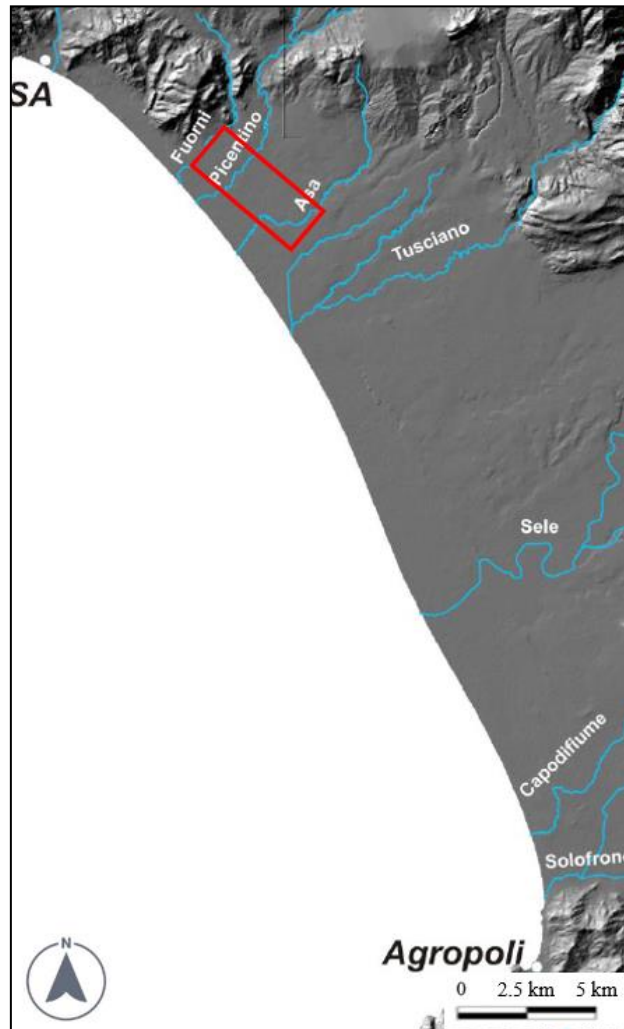 SA
Fuorni
Picentino
Asa
Tusciano
Sele
Capodifiume
Solofrone
Agropoli
N
0 2.5 km 5 km